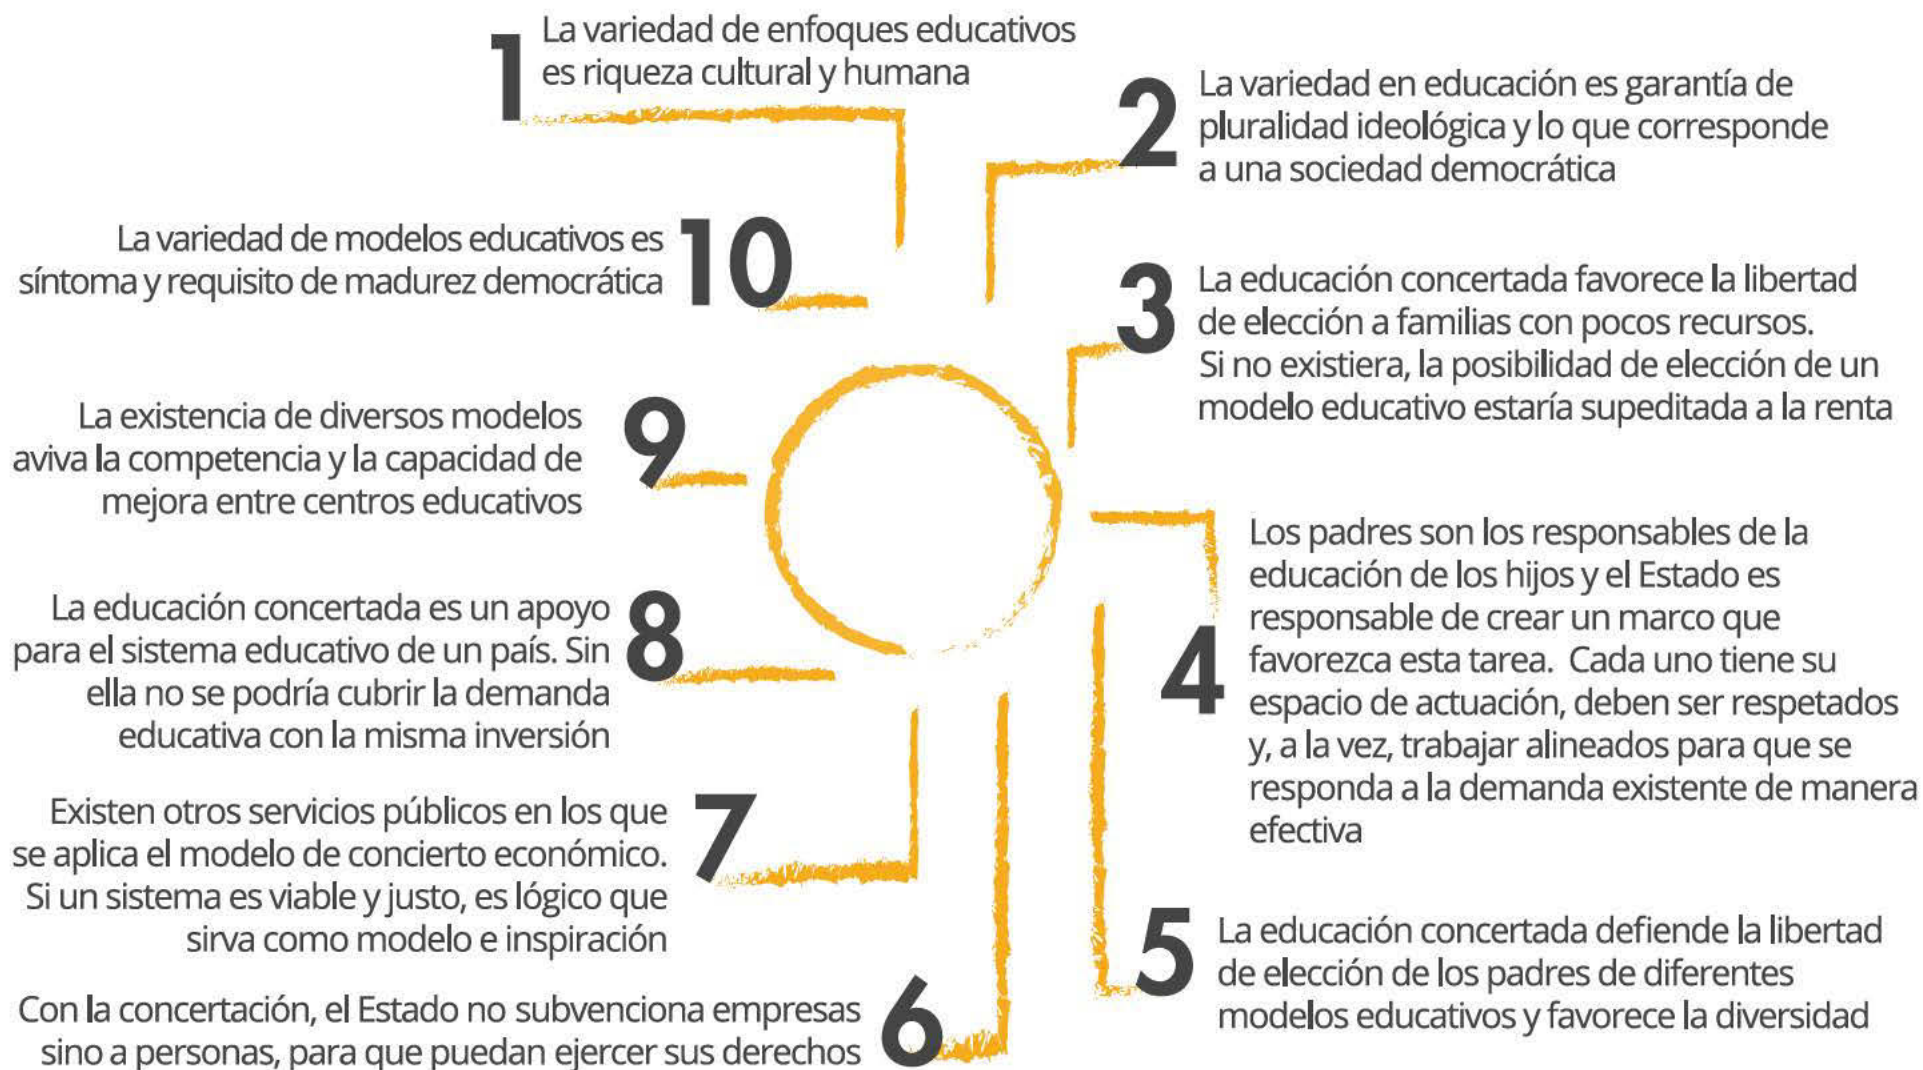 1
La variedad de enfoques educativos
es riqueza cultural y humana
2
La variedad en educación es garantía de
pluralidad ideológica y lo que corresponde
a una sociedad democrática
3
La educación concertada favorece la libertad
de elección a familias con pocos recursos.
Si no existiera, la posibilidad de elección de un
modelo educativo estaría supeditada a la renta
4
Los padres son los responsables de la
educación de los hijos y el Estado es
responsable de crear un marco que
favorezca esta tarea. Cada uno tiene su
espacio de actuación, deben ser respetados
y, a la vez, trabajar alineados para que se
responda a la demanda existente de manera
efectiva
5
La educación concertada defiende la libertad
de elección de los padres de diferentes
modelos educativos y favorece la diversidad
6
Con la concertación, el Estado no subvenciona empresas
sino a personas, para que puedan ejercer sus derechos
7
Existen otros servicios públicos en los que
se aplica el modelo de concierto económico.
Si un sistema es viable y justo, es lógico que
sirva como modelo e inspiración
8
La educación concertada es un apoyo
para el sistema educativo de un país. Sin
ella no se podría cubrir la demanda
educativa con la misma inversión
9
La existencia de diversos modelos
aviva la competencia y la capacidad de
mejora entre centros educativos
10
La variedad de modelos educativos es
síntoma y requisito de madurez democrática